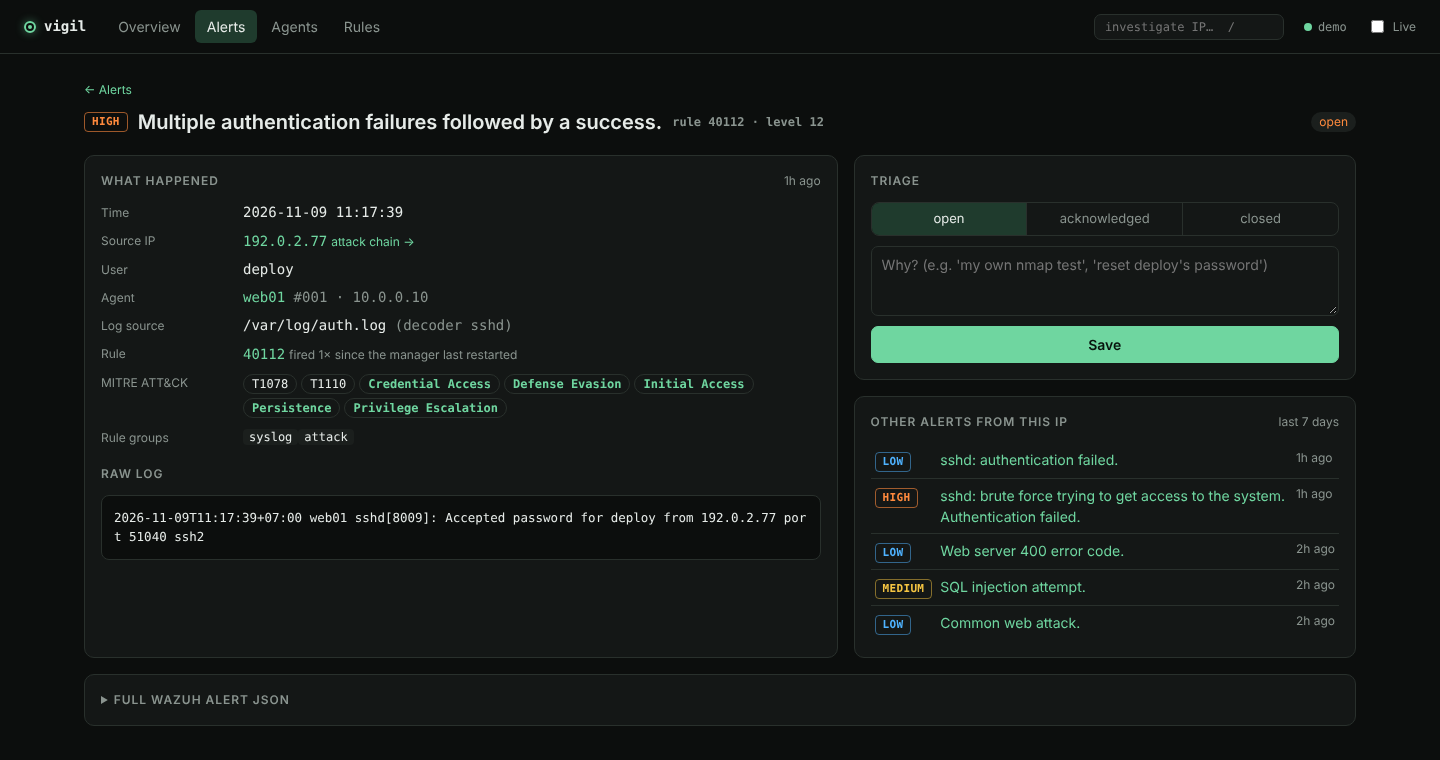 vigil Overview Alerts Agents Rules investigate IP… / demo Live
← Alerts
HIGH Multiple authentication failures followed by a success. rule 40112 · level 12 open
WHAT HAPPENED 1h ago
Time 2026-11-09 11:17:39
Source IP 192.0.2.77 attack chain →
User deploy
Agent web01 #001 · 10.0.0.10
Log source /var/log/auth.log (decoder sshd)
Rule 40112 fired 1× since the manager last restarted
MITRE ATT&CK T1078 T1110 Credential Access Defense Evasion Initial Access
Persistence Privilege Escalation
Rule groups syslog attack
RAW LOG
2026-11-09T11:17:39+07:00 web01 sshd[8009]: Accepted password for deploy from 192.0.2.77 por
t 51040 ssh2
TRIAGE
open acknowledged closed
Why? (e.g. 'my own nmap test', 'reset deploy's password')
Save
OTHER ALERTS FROM THIS IP last 7 days
LOW sshd: authentication failed. 1h ago
HIGH sshd: brute force trying to get access to the system. 1h ago
Authentication failed.
LOW Web server 400 error code. 2h ago
MEDIUM SQL injection attempt. 2h ago
LOW Common web attack. 2h ago
FULL WAZUH ALERT JSON